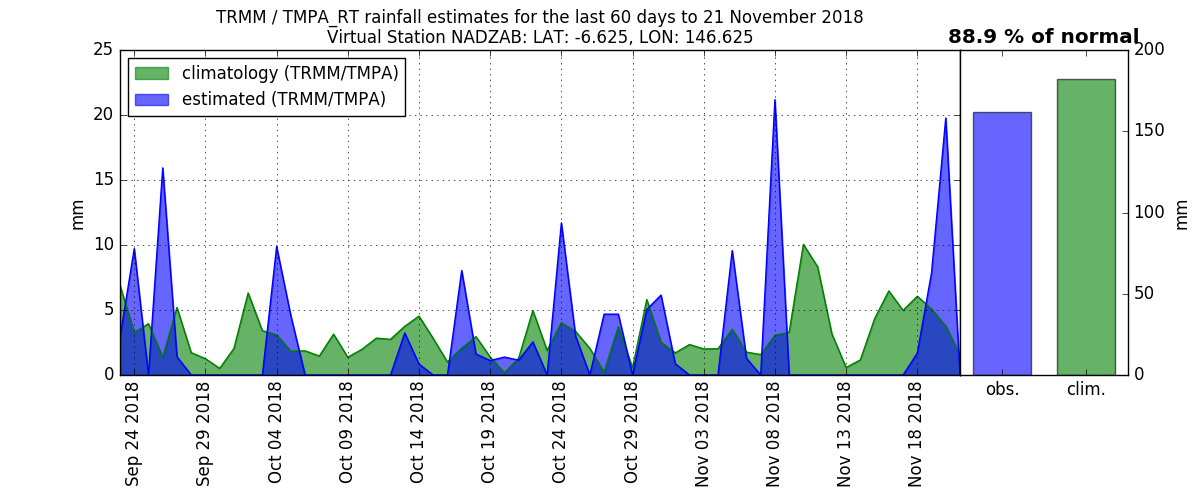 TRMM / TMPA_RT rainfall estimates for the last 60 days to 21 November 2018
Virtual Station NADZAB: LAT: -6.625, LON: 146.625
88.9 % of normal
climatology (TRMM/TMPA)
estimated (TRMM/TMPA)
25
20
15
10
5
0
mm
200
150
100
50
0
mm
Sep 24 2018
Sep 29 2018
Oct 04 2018
Oct 09 2018
Oct 14 2018
Oct 19 2018
Oct 24 2018
Oct 29 2018
Nov 03 2018
Nov 08 2018
Nov 13 2018
Nov 18 2018
obs.
clim.